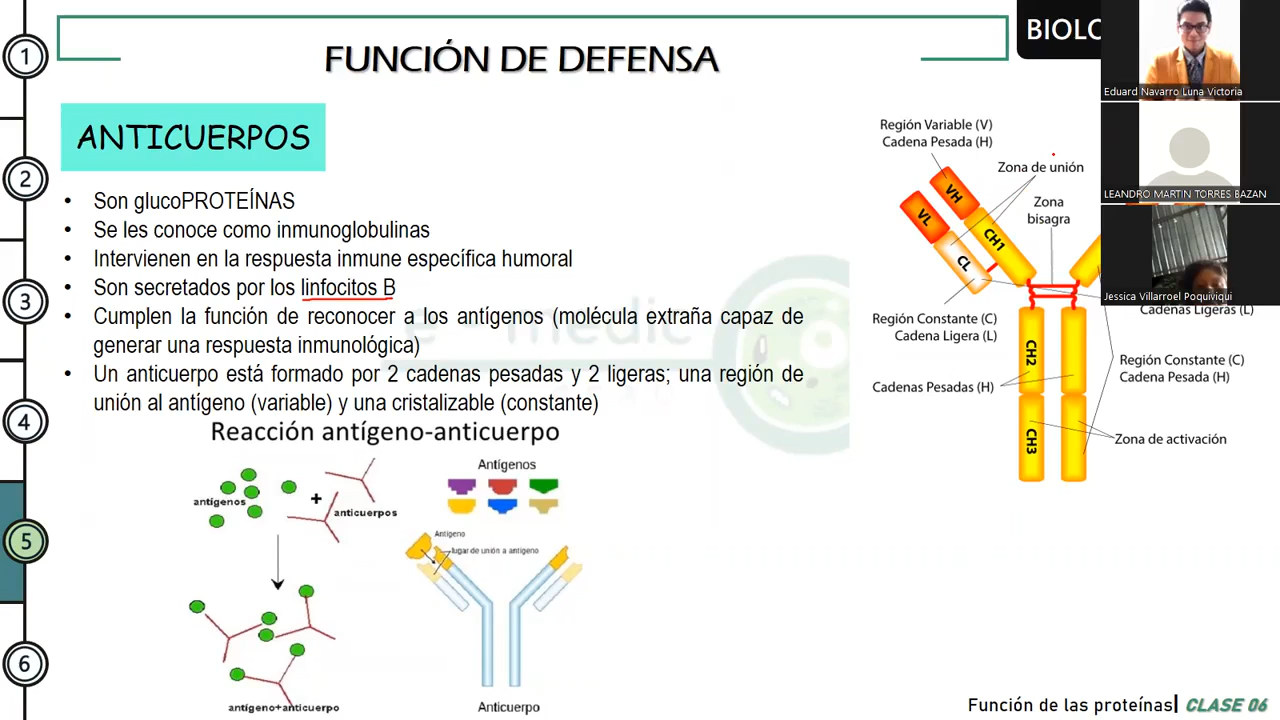 1
2
3
4
5
6
FUNCIÓN DE DEFENSA
BIOLO
ANTICUERPOS
• Son glucoPROTEÍNAS
• Se les conoce como inmunoglobulinas
• Intervienen en la respuesta inmune específica humoral
• Son secretados por los linfocitos B
• Cumplen la función de reconocer a los antígenos (molécula extraña capaz de
generar una respuesta inmunológica)
• Un anticuerpo está formado por 2 cadenas pesadas y 2 ligeras; una región de
unión al antígeno (variable) y una cristalizable (constante)
e - medic
Reacción antígeno-anticuerpo
antígenos
+
anticuerpos
antígeno+anticuerpo
Antígenos
Antígeno
lugar de unión a antígeno
Anticuerpo
Región Variable (V)
Cadena Pesada (H)
Zona de unión
Zona
bisagra
VH
VL
CH1
CL
Región Constante (C)
Cadena Ligera (L)
Cadenas Ligeras (L)
CH2
Región Constante (C)
Cadena Pesada (H)
Cadenas Pesadas (H)
CH3
Zona de activación
Eduard Navarro Luna Victoría
LEANDRO MARTIN TORRES BAZAN
Jessica Villarroel Poquiviqui
Función de las proteínas| CLASE 06